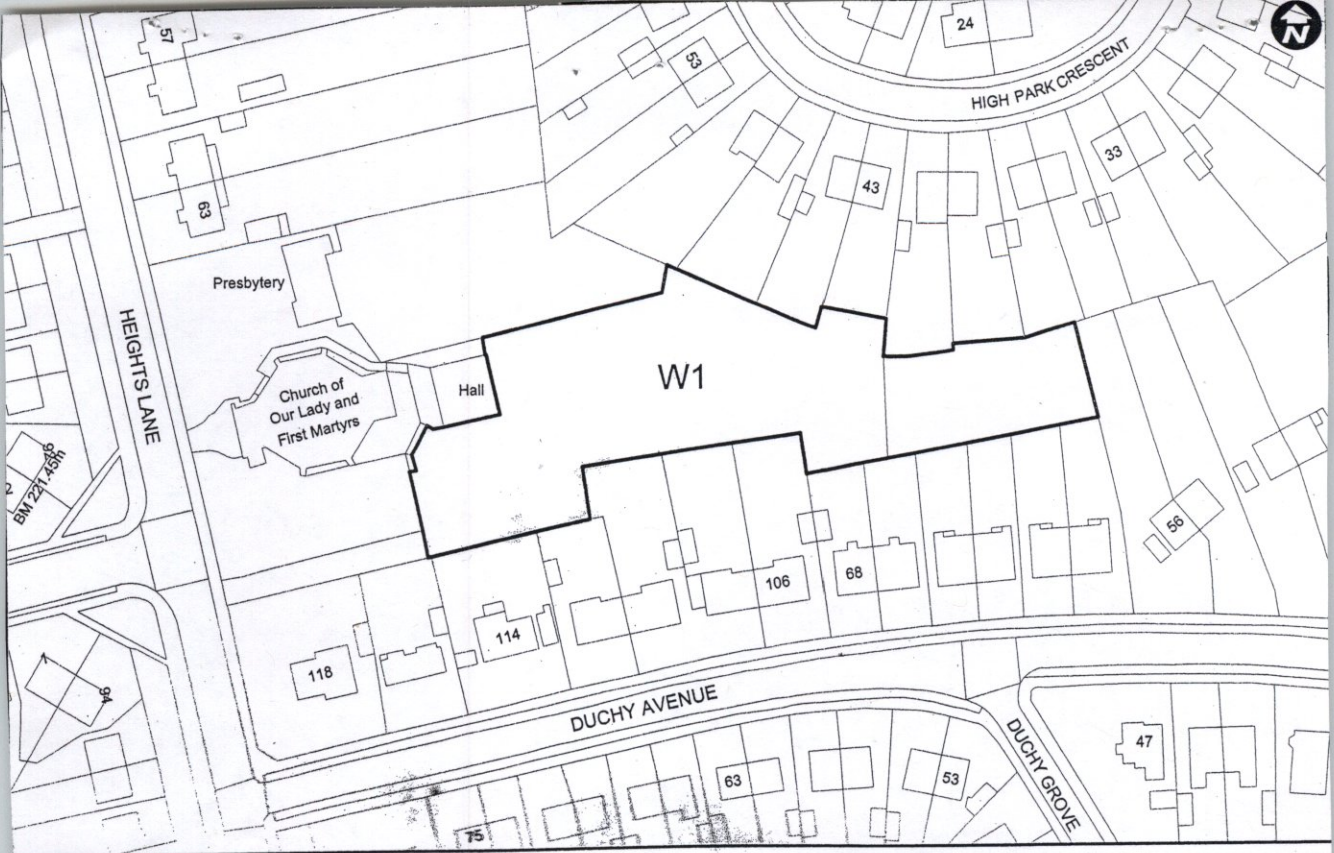 57
53
24
N
HIGH PARK CRESCENT
33
43
63
Presbytery
HEIGHTS LANE
W1
Hall
Church of
Our Lady and
First Martyrs
BM 221.45m
56
68
106
114
118
1
94
DUCHY AVENUE
DUCHY GROVE
47
63
53
75